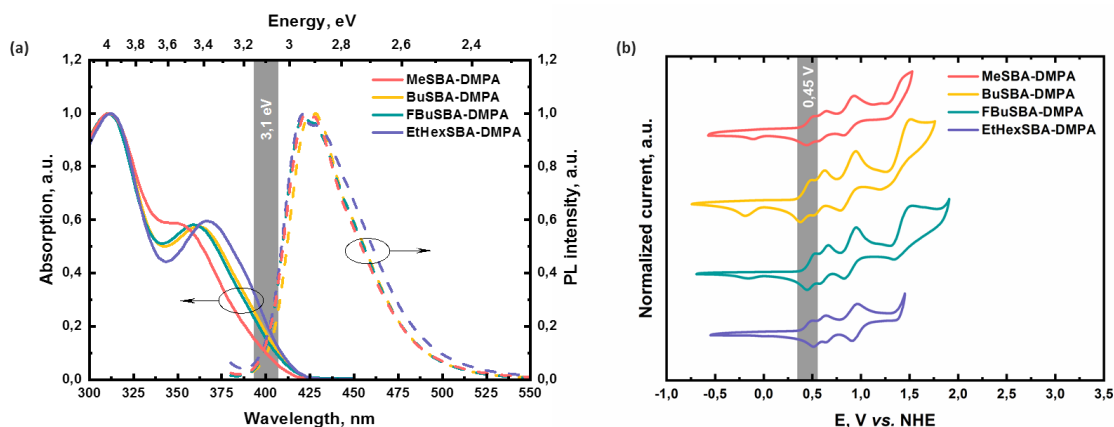 (a)
Energy, eV
4 3,8 3,6 3,4 3,2 3 2,8 2,6 2,4
1,2 1,2
1,0 1,0
0,8 0,8
0,6 0,6
0,4 0,4
0,2 0,2
0,0 0,0
Absorption, a.u.
PL intensity, a.u.
3,1 eV
MeSBA-DMPA
BuSBA-DMPA
FBuSBA-DMPA
EtHexSBA-DMPA
300 325 350 375 400 425 450 475 500 525 550
Wavelength, nm
(b)
Normalized current, a.u.
0,45 V
MeSBA-DMPA
BuSBA-DMPA
FBuSBA-DMPA
EtHexSBA-DMPA
-1,0 -0,5 0,0 0,5 1,0 1,5 2,0 2,5 3,0 3,5
E, V vs. NHE